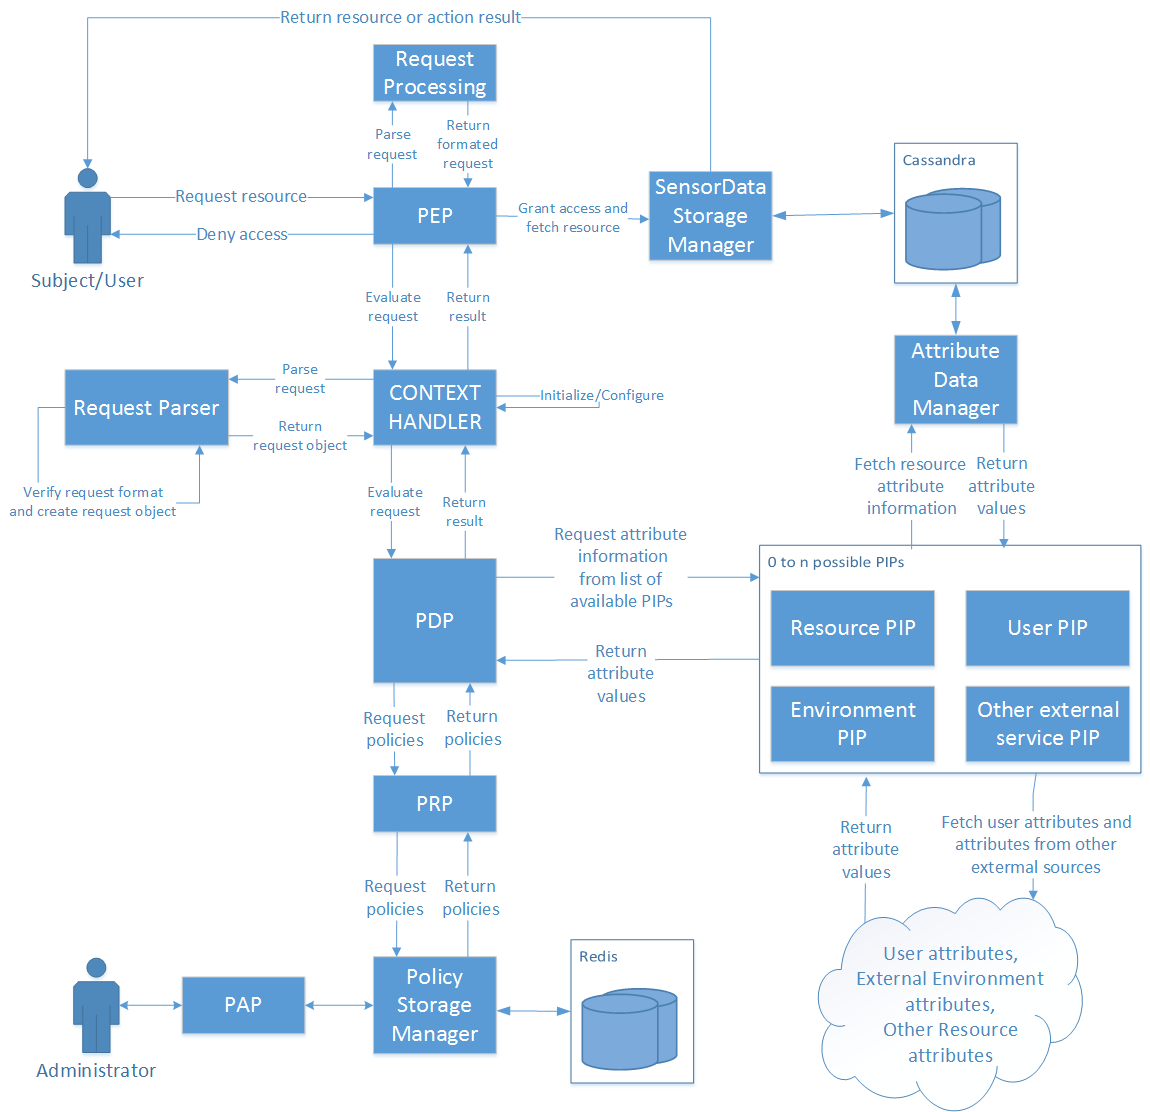 Return resource or action result
Request
Processing
Parse
request
Return
formated
request
Cassandra
Request resource
PEP
Grant access and
fetch resource
SensorData
Storage
Manager
Deny access
Subject/User
Evaluate
request
Return
result
Attribute
Data
Manager
Parse
request
Request Parser
CONTEXT
HANDLER
Initialize/Configure
Return
request object
Verify request format
and create request object
Evaluate
request
Return
result
Fetch resource
attribute
information
Return
attribute
values
Request attribute
information
from list of
available PIPs
0 to n possible PIPs
PDP
Resource PIP
User PIP
Return
attribute
values
Environment
PIP
Other external
service PIP
Request
policies
Return
policies
PRP
Return
attribute
values
Fetch user attributes and
attributes from other
extermal sources
Request
policies
Return
policies
Redis
User attributes,
External Environment
attributes,
Other Resource
attributes
PAP
Policy
Storage
Manager
Administrator